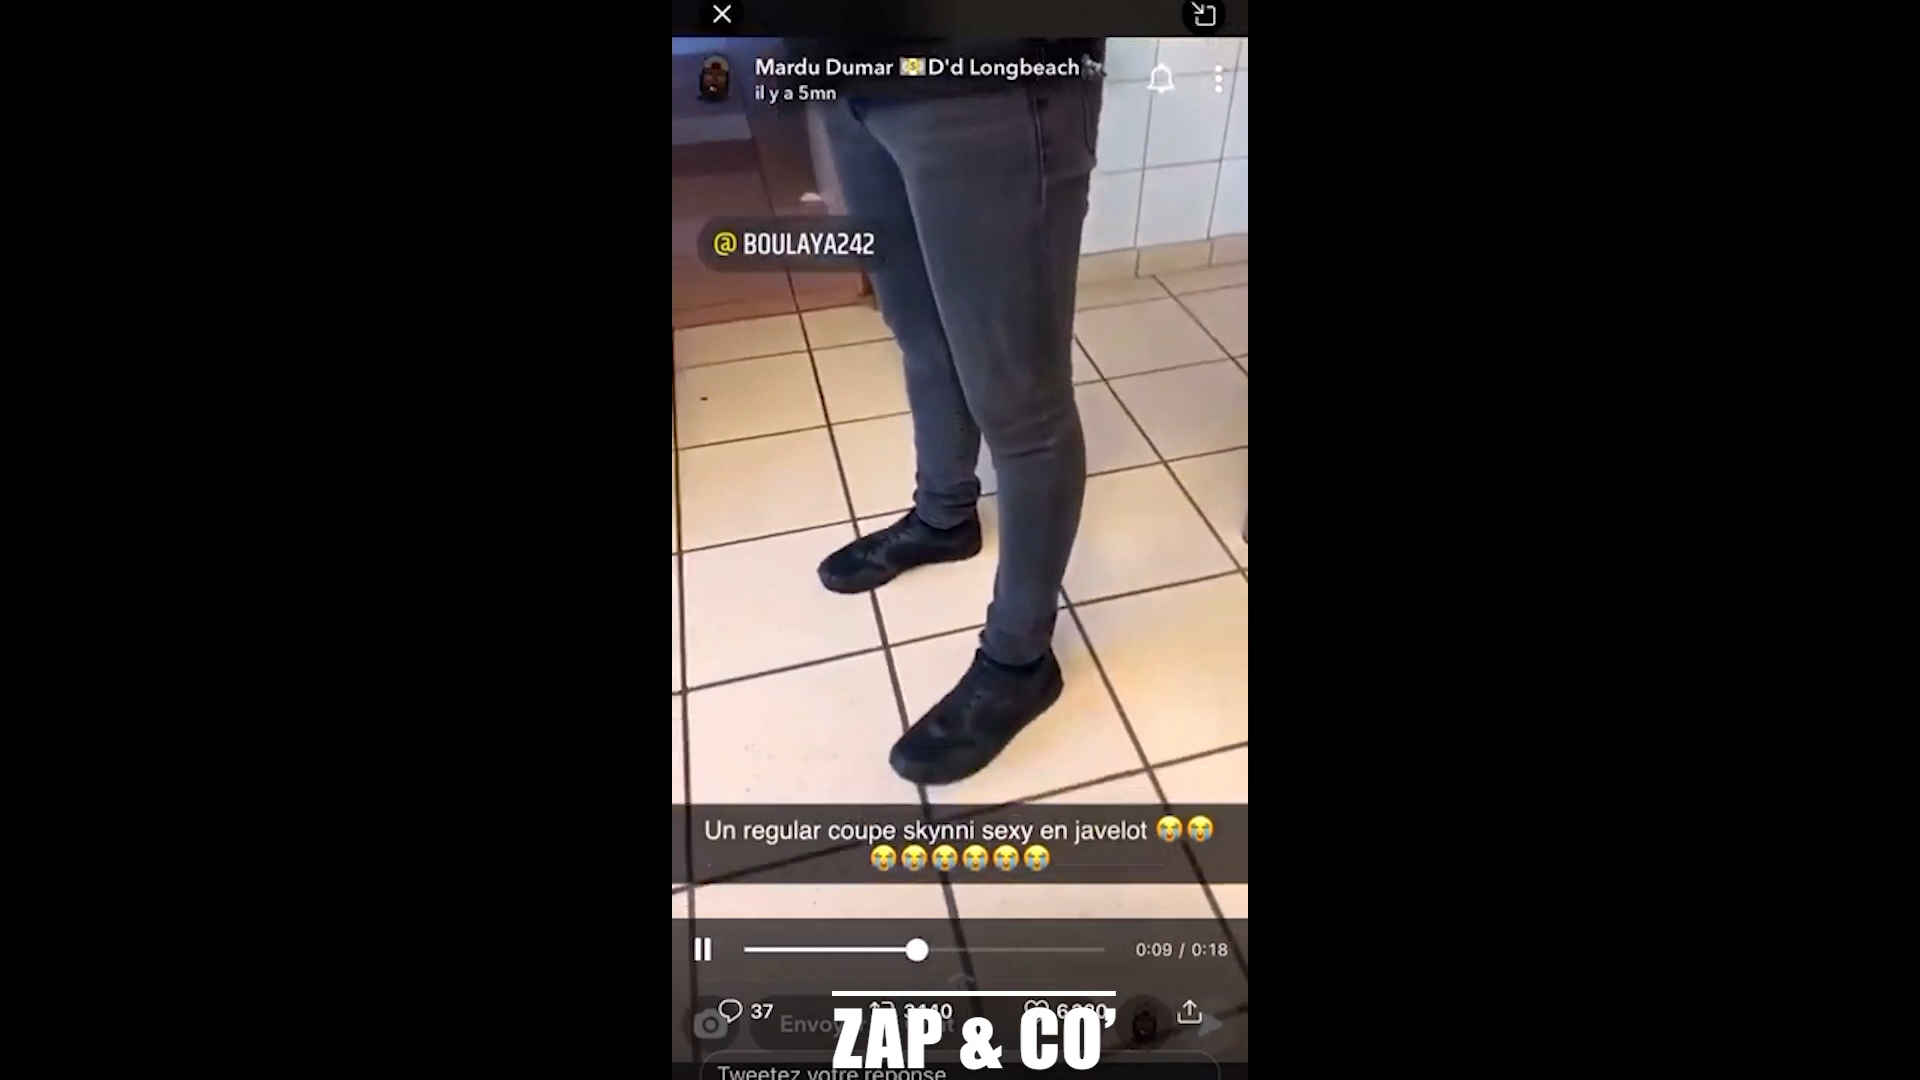 Mardu Dumar 💵D'd Longbeach
il y a 5mn
@ BOULAYA242
Un regular coupe skynni sexy en javelot 😭😭
😭😭😭😭😭😭
0:09 / 0:18
37
ZAP & CO'
Tweetez votre réponse